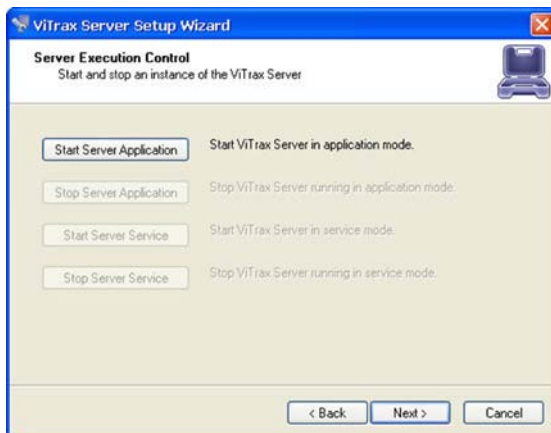 ViTrax Server Setup Wizard
Server Execution Control
Start and stop an instance of the ViTrax Server
Start Server Application Start ViTrax Server in application mode.
Stop Server Application Stop ViTrax Server running in application mode.
Start Server Service Start ViTrax Server in service mode.
Stop Server Service Stop ViTrax Server running in service mode.
< Back Next > Cancel